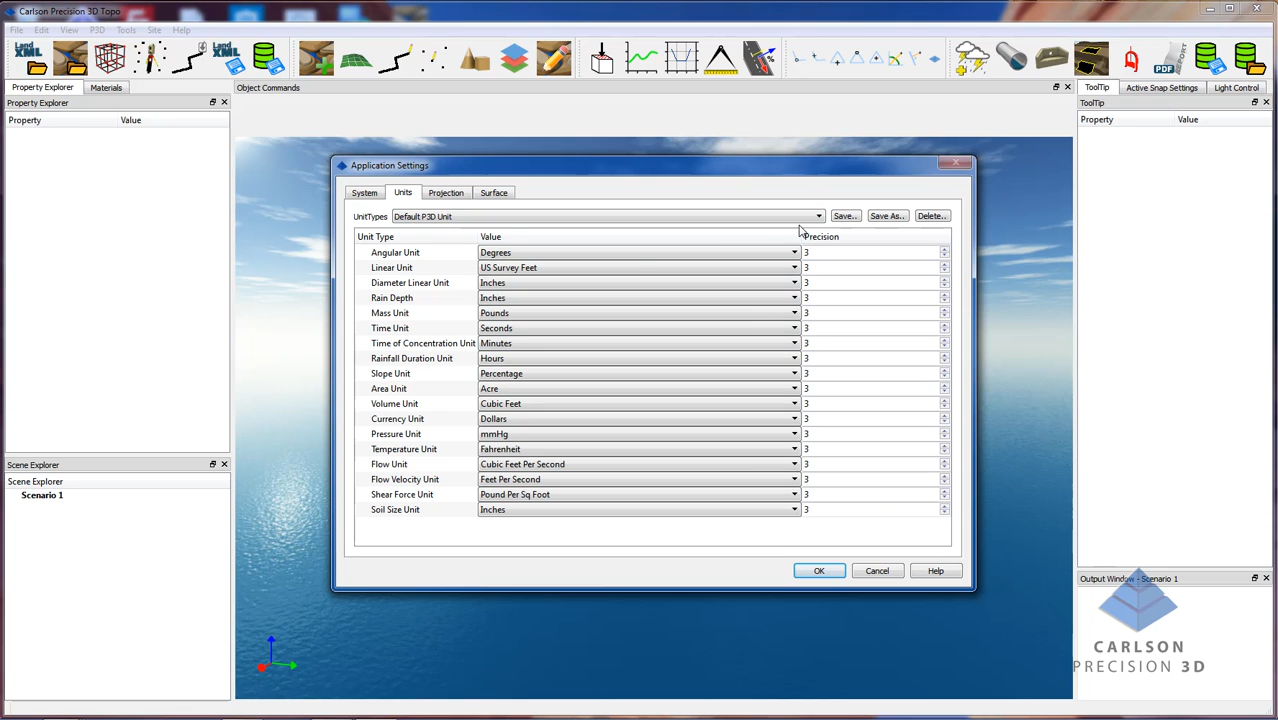 Carlson Precision 3D Topo
File Edit View P3D Tools Site Help
Land XML
Land XML
PDF REPORT
Property Explorer Materials
Object Commands
ToolTip Active Snap Settings Light Control
Property Explorer
ToolTip
Property Value
Property Value
Application Settings
System Units Projection Surface
UnitTypes Default P3D Unit Save.. Save As.. Delete..
Unit Type Value Precision
Angular Unit Degrees 3
Linear Unit US Survey Feet 3
Diameter Linear Unit Inches 3
Rain Depth Inches 3
Mass Unit Pounds 3
Time Unit Seconds 3
Time of Concentration Unit Minutes 3
Rainfall Duration Unit Hours 3
Slope Unit Percentage 3
Area Unit Acre 3
Volume Unit Cubic Feet 3
Currency Unit Dollars 3
Pressure Unit mmHg 3
Temperature Unit Fahrenheit 3
Flow Unit Cubic Feet Per Second 3
Flow Velocity Unit Feet Per Second 3
Shear Force Unit Pound Per Sq Foot 3
Soil Size Unit Inches 3
OK Cancel Help
Scene Explorer
Scene Explorer
Scenario 1
Output Window - Scenario 1
CARLSON
PRECISION 3D